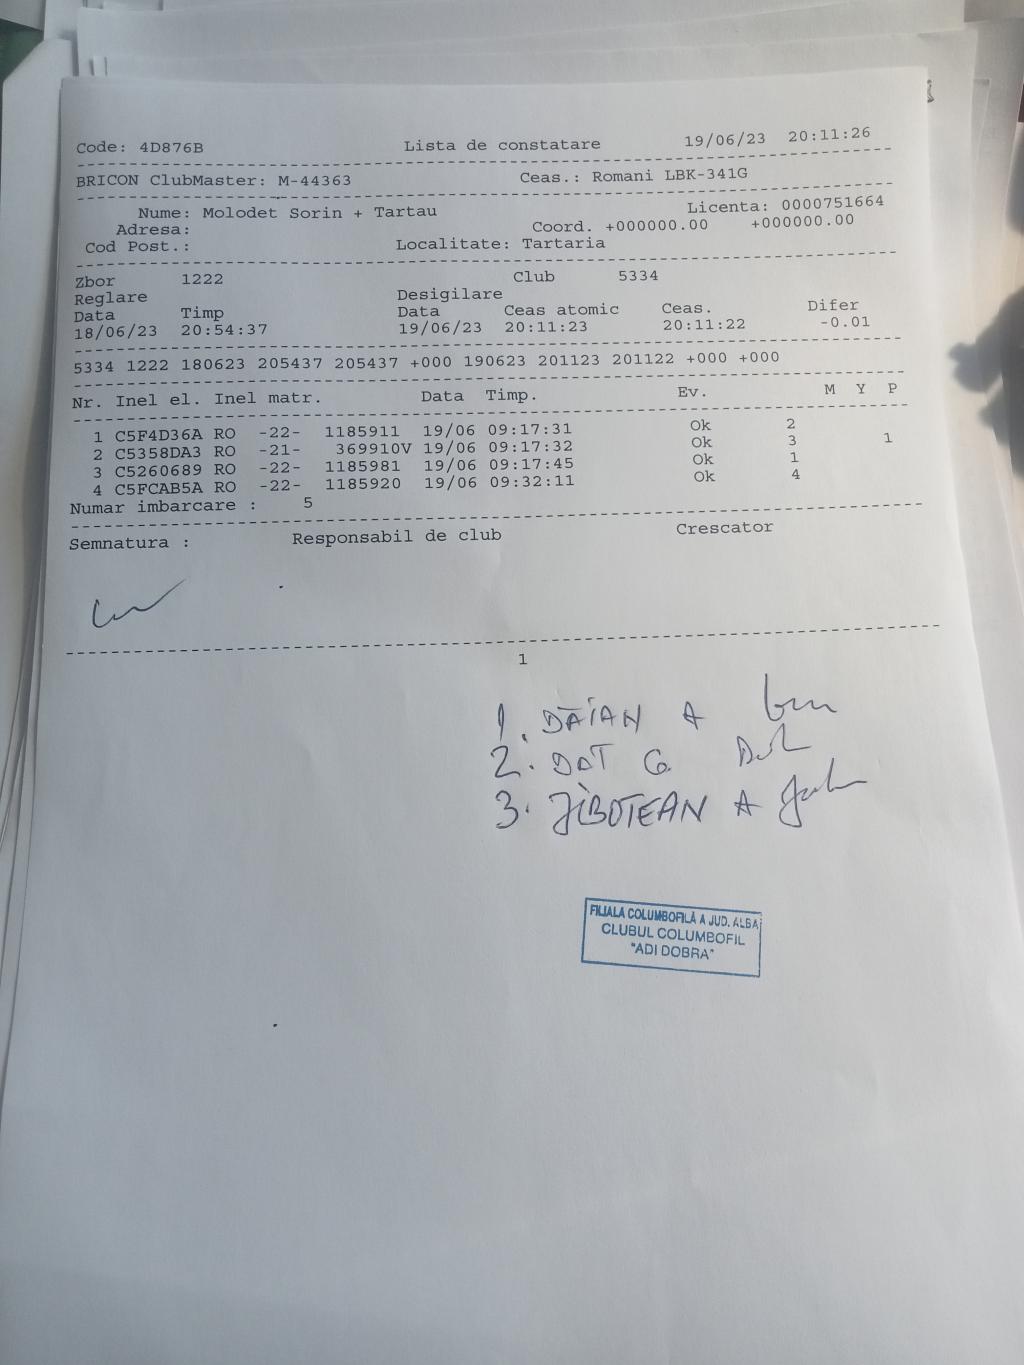 Code: 4D876B Lista de constatare 19/06/23 20:11:26
BRICON ClubMaster: M-44363 Ceas.: Romani LBK-341G
Nume: Molodet Sorin + Tartau Licenta: 0000751664
Adresa: Coord. +000000.00 +000000.00
Cod Post.: Localitate: Tartaria
Zbor 1222 Club 5334
Reglare Desigilare
Data Timp Data Ceas atomic Ceas. Difer
18/06/23 20:54:37 19/06/23 20:11:23 20:11:22 -0.01
5334 1222 180623 205437 205437 +000 190623 201123 201122 +000 +000
Nr. Inel el. Inel matr. Data Timp. Ev. M Y P
1 C5F4D36A RO -22- 1185911 19/06 09:17:31 Ok 2
2 C5358DA3 RO -21- 369910V 19/06 09:17:32 Ok 3 1
3 C5260689 RO -22- 1185981 19/06 09:17:45 Ok 1
4 C5FCAB5A RO -22- 1185920 19/06 09:32:11 Ok 4
Numar imbarcare : 5
Semnatura : Responsabil de club Crescator
1
1. DĂIAN A
2. DOT G.
3. JIBOTEAN A
FILIALA COLUMBOFILĂ A JUD. ALBA
CLUBUL COLUMBOFIL
"ADI DOBRA"